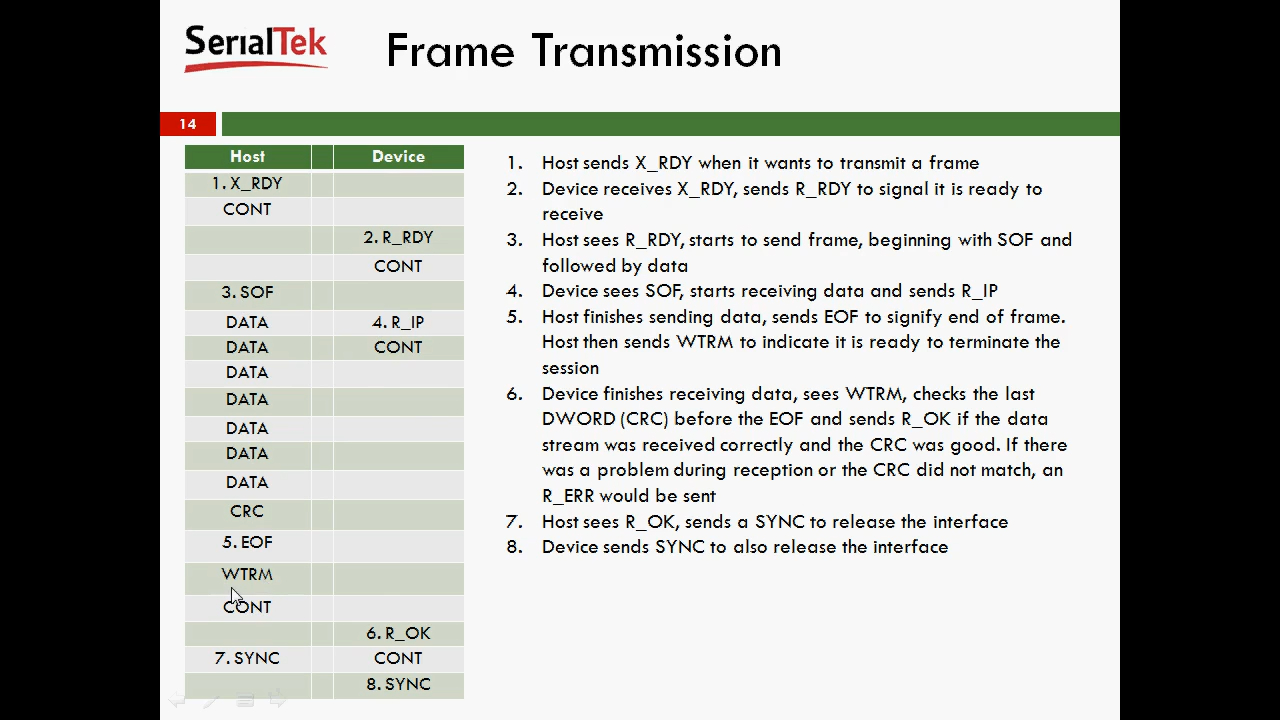 SerialTek
Frame Transmission
14
Host Device
1. X_RDY
CONT
2. R_RDY
CONT
3. SOF
DATA 4. R_IP
DATA CONT
DATA
DATA
DATA
DATA
DATA
CRC
5. EOF
WTRM
CONT
6. R_OK
7. SYNC CONT
8. SYNC
1. Host sends X_RDY when it wants to transmit a frame
2. Device receives X_RDY, sends R_RDY to signal it is ready to
receive
3. Host sees R_RDY, starts to send frame, beginning with SOF and
followed by data
4. Device sees SOF, starts receiving data and sends R_IP
5. Host finishes sending data, sends EOF to signify end of frame.
Host then sends WTRM to indicate it is ready to terminate the
session
6. Device finishes receiving data, sees WTRM, checks the last
DWORD (CRC) before the EOF and sends R_OK if the data
stream was received correctly and the CRC was good. If there
was a problem during reception or the CRC did not match, an
R_ERR would be sent
7. Host sees R_OK, sends a SYNC to release the interface
8. Device sends SYNC to also release the interface